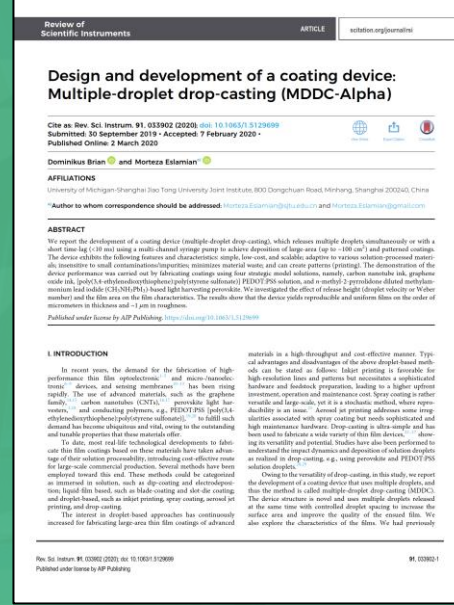 Review of
Scientific Instruments
ARTICLE
scitation.org/journal/rsi
Design and development of a coating device:
Multiple-droplet drop-casting (MDDC-Alpha)
Cite as: Rev. Sci. Instrum. 91, 033902 (2020); doi: 10.1063/1.5129699
Submitted: 30 September 2019 • Accepted: 7 February 2020 •
Published Online: 2 March 2020
Dominikus Brian and Morteza Eslamian
AFFILIATIONS
University of Michigan-Shanghai Jiao Tong University Joint Institute, 800 Dongchuan Road, Minhang, Shanghai 200240, China
Author to whom correspondence should be addressed: Morteza.Eslamian@sjtu.edu.cn and Morteza.Eslamian@gmail.com
ABSTRACT
We report the development of a coating device (multiple-droplet drop-casting), which releases multiple droplets simultaneously or with a
short time-lag (<10 ms) using a multi-channel syringe pump to achieve deposition of large-area (up to ~100 cm²) and patterned coatings.
The device exhibits the following features and characteristics: simple, low-cost, and scalable; adaptive to various solution-processed materi-
als; insensitive to small contaminations/impurities; minimizes material waste; and can create patterns (printing). The demonstration of the
device performance was carried out by fabricating coatings using four strategic model solutions, namely, carbon nanotube ink, graphene
oxide ink, [poly(3,4-ethylenedioxythiophene):poly(styrene sulfonate)] PEDOT:PSS solution, and n-methyl-2-pyrrolidone diluted methylam-
monium lead iodide (CH₃NH₃PbI₃)-based light harvesting perovskite. We investigated the effect of release height (droplet velocity or Weber
number) and the film area on the film characteristics. The results show that the device yields reproducible and uniform films on the order of
micrometers in thickness and ~1 μm in roughness.
Published under license by AIP Publishing. https://doi.org/10.1063/1.5129699
I. INTRODUCTION
In recent years, the demand for the fabrication of high-
performance thin film optoelectronic, and micro-/nanoelec-
tronic devices, and sensing membranes has been rising
rapidly. The use of advanced materials, such as the graphene
family, carbon nanotubes (CNTs), perovskite light har-
vesters, and conducting polymers, e.g., PEDOT:PSS [poly(3,4-
ethylenedioxythiophene):poly(styrene sulfonate)], to fulfill such
demand has become ubiquitous and vital, owing to the outstanding
and tunable properties that these materials offer.
To date, most technological developments to fabri-
cate thin film coatings based on these materials have taken advan-
tage of their solution processability, introducing cost-effective route
for large-scale commercial production. Several methods have been
employed toward this end. These methods could be categorized
as immersed in solution, such as dip-coating and electrodeposi-
tion; liquid-film based, such as blade-coating and slot-die coating;
and droplet-based, such as inkjet printing, spray coating, aerosol jet
printing, and drop-casting.
The interest in droplet-based approaches has continuously
increased for fabricating large-area thin film coatings of advanced
materials in a high-throughput and cost-effective manner. Typi-
cal advantages and disadvantages of the above droplet-based meth-
ods can be stated as follows: Inkjet printing is favorable for
high-resolution lines and patterns but necessitates a sophisticated
hardware and feedstock preparation, leading to a higher upfront
investment, operation and maintenance cost. Spray coating is rather
versatile and large-scale, yet it is a stochastic method, where repro-
ducibility is an issue. Aerosol jet printing addresses some irreg-
ularities associated with spray coating but needs sophisticated and
high maintenance hardware. Drop-casting is ultra-simple and has
been used to fabricate a wide variety of thin film devices, show-
ing its versatility and potential. Studies have also been performed to
understand the impact dynamics and deposition of solution droplets
as realized in drop-casting, e.g., using perovskite and PEDOT:PSS
solution droplets.
Owing to the versatility of drop-casting, in this study, we report
the development of a coating device that uses multiple droplets, and
thus the method is called multiple-droplet drop-casting (MDDC).
The device structure is novel and uses multiple droplets released
at the same time with controlled droplet spacing to increase the
surface area and improve the quality of the ensued film. We
also explore the characteristics of the films. We had previously
Rev. Sci. Instrum. 91, 033902 (2020); doi: 10.1063/1.5129699
91, 033902-1
Published under license by AIP Publishing